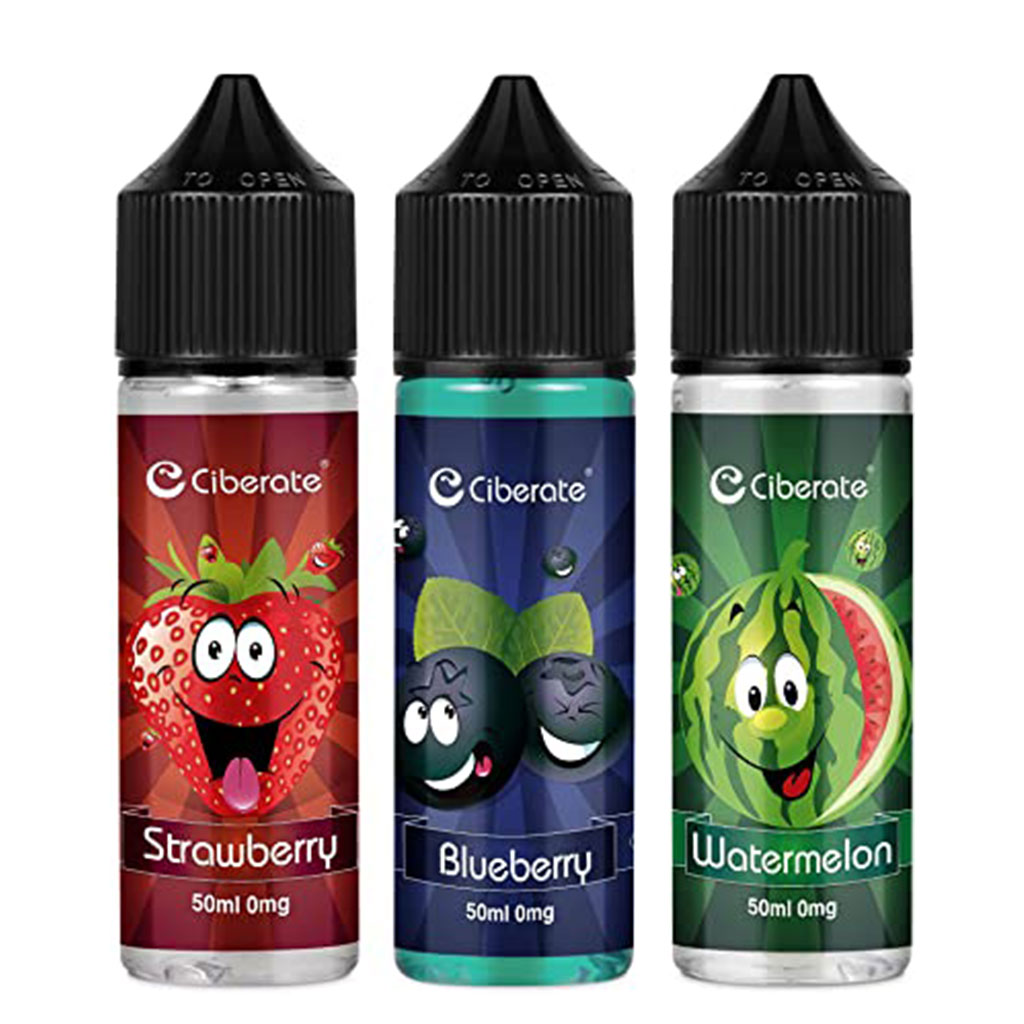 TO OPEN
TO OPEN
TO OPEN
Ciberate®
Ciberate®
Ciberate®
Strawberry
50ml 0mg
Blueberry
50ml 0mg
Watermelon
50ml 0mg